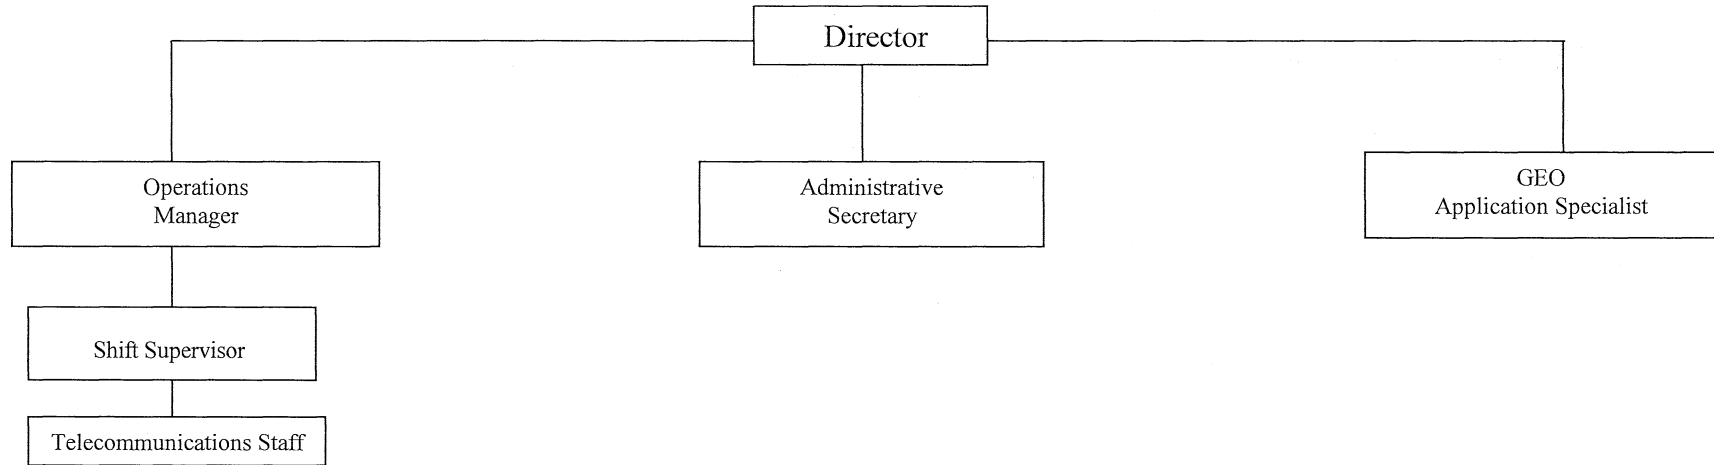 Director
Operations
Manager
Administrative
Secretary
GEO
Application Specialist
Shift Supervisor
Telecommunications Staff